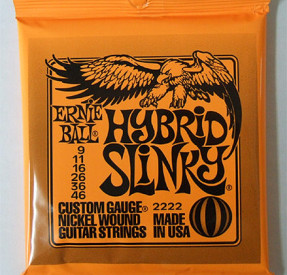 ERNIE
BALL®
HYBRID
SLINKY®
9
11
16
26
36
46
CUSTOM GAUGE®
NICKEL WOUND
GUITAR STRINGS
2222
MADE
IN USA